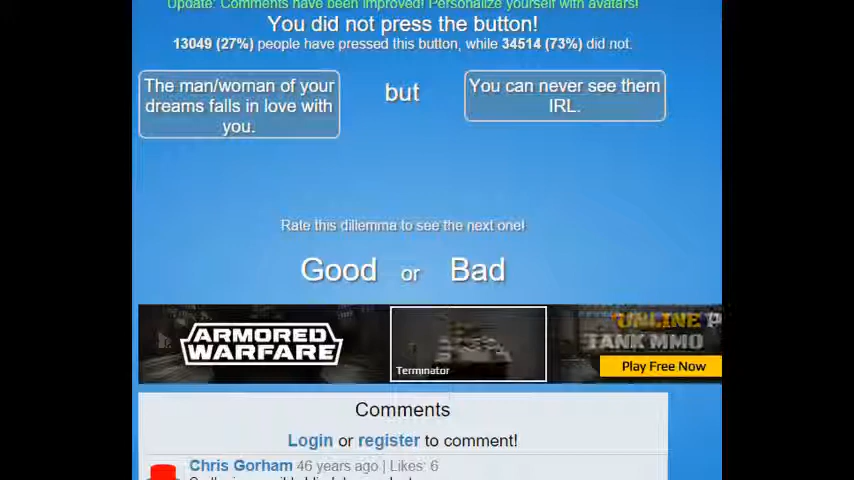 Update: Comments have been improved! Personalize yourself with avatars!
You did not press the button!
13049 (27%) people have pressed this button, while 34514 (73%) did not.
The man/woman of your
dreams falls in love with
you.
but
You can never see them
IRL.
Rate this dillemma to see the next one!
Good or Bad
ARMORED
WARFARE
Terminator
ONLINE
TANK MMO
Play Free Now
Comments
Login or register to comment!
Chris Gorham 46 years ago | Likes: 6